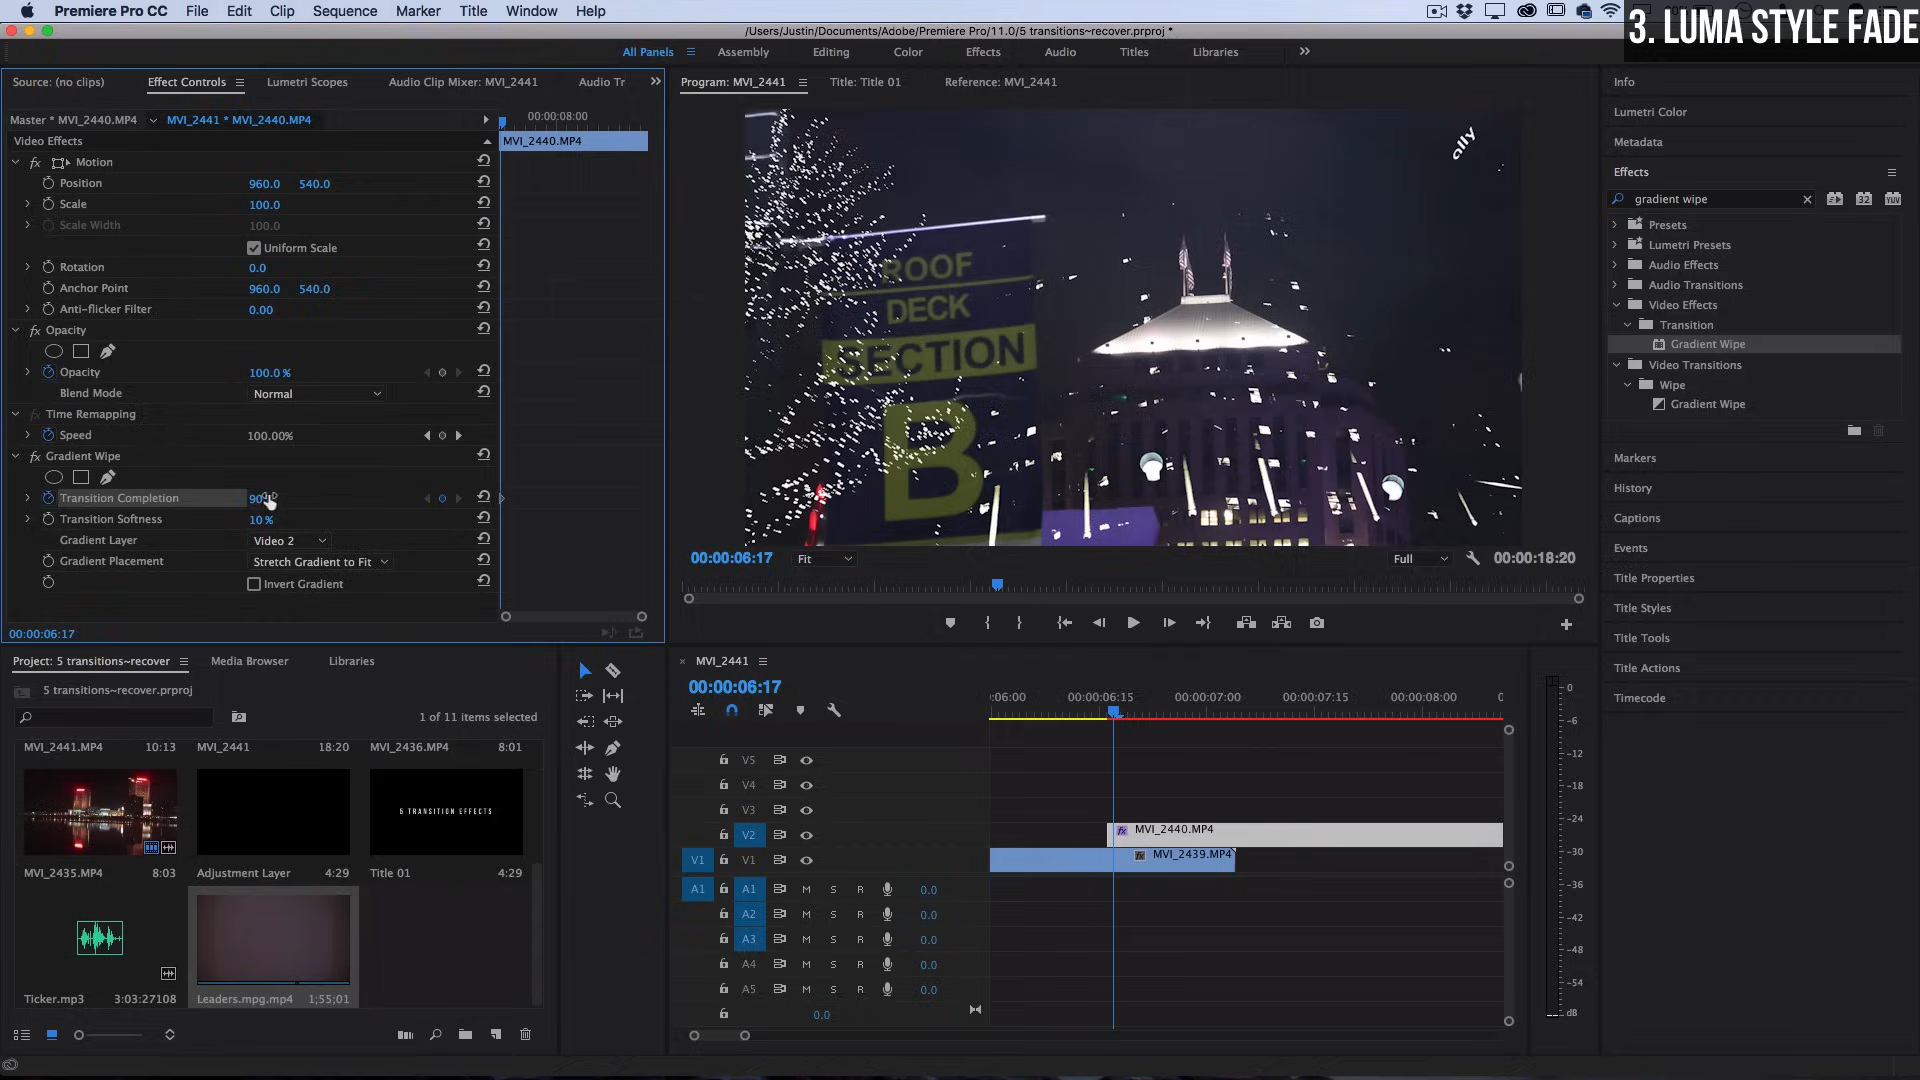 Premiere Pro CC File Edit Clip Sequence Marker Title Window Help
3. LUMA STYLE FADE
/Users/Justin/Documents/Adobe/Premiere Pro/11.0/5 transitions~recover.prproj *
All Panels Assembly Editing Color Effects Audio Titles Libraries
Source: (no clips) Effect Controls Lumetri Scopes Audio Clip Mixer: MVI_2441 Audio Tr
Master * MVI_2440.MP4 MVI_2441 * MVI_2440.MP4 00:00:08:00
Video Effects MVI_2440.MP4
fx Motion
Position 960.0 540.0
Scale 100.0
Scale Width 100.0
Uniform Scale
Rotation 0.0
Anchor Point 960.0 540.0
Anti-flicker Filter 0.00
fx Opacity
Opacity 100.0 %
Blend Mode Normal
Time Remapping
Speed 100.00%
fx Gradient Wipe
Transition Completion 90
Transition Softness 10 %
Gradient Layer Video 2
Gradient Placement Stretch Gradient to Fit
Invert Gradient
00:00:06:17
Program: MVI_2441 Title: Title 01 Reference: MVI_2441
ally
ROOF
DECK
SECTION
B
00:00:06:17 Fit Full 00:00:18:20
Info
Lumetri Color
Metadata
Effects
gradient wipe 32 YUV
Presets
Lumetri Presets
Audio Effects
Audio Transitions
Video Effects
Transition
Gradient Wipe
Video Transitions
Wipe
Gradient Wipe
Markers
History
Captions
Events
Title Properties
Title Styles
Title Tools
Title Actions
Timecode
Project: 5 transitions~recover Media Browser Libraries
5 transitions~recover.prproj
1 of 11 items selected
MVI_2441.MP4 10:13 MVI_2441 18:20 MVI_2436.MP4 8:01
5 TRANSITION EFFECTS
MVI_2435.MP4 8:03 Adjustment Layer 4:29 Title 01 4:29
Ticker.mp3 3:03:27108 Leaders.mpg.mp4 1;55;01
MVI_2441
00:00:06:17
:06:00 00:00:06:15 00:00:07:00 00:00:07:15 00:00:08:00 0
V5
V4
V3
V2 fx MVI_2440.MP4
V1 V1 fx MVI_2439.MP4
A1 A1 M S R 0.0
A2 M S R 0.0
A3 M S R 0.0
A4 M S R 0.0
A5 M S R 0.0
0.0
0
-6
-12
-18
-24
-30
-36
-42
-48
-54
dB